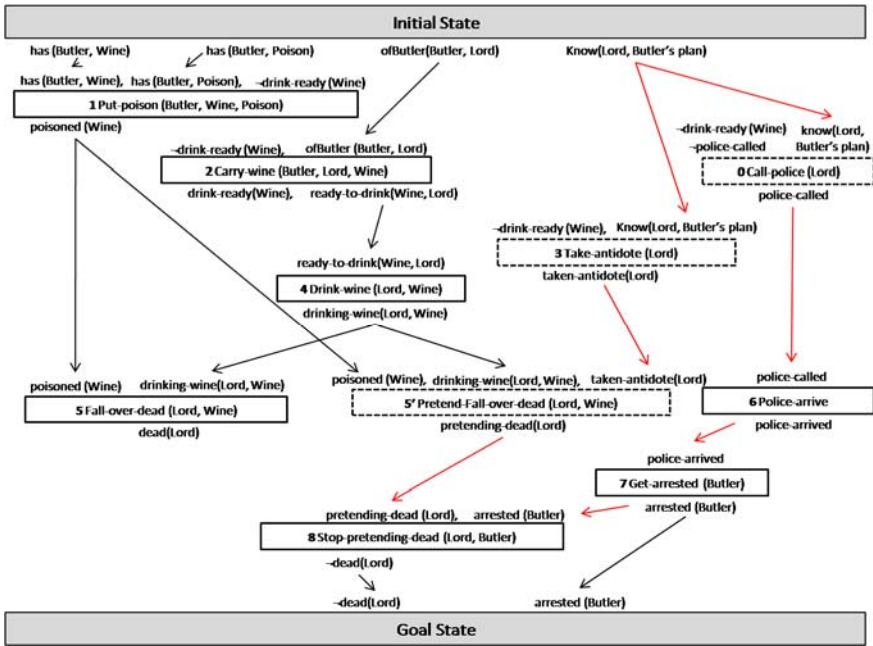 Initial State
has (Butler, Wine) has (Butler, Poison) ofButler(Butler, Lord) Know(Lord, Butler's plan)
has (Butler, Wine), has (Butler, Poison), ¬drink-ready (Wine)
1 Put-poison (Butler, Wine, Poison)
poisoned (Wine)
¬drink-ready (Wine) know(Lord,
¬police-called Butler's plan)
¬drink-ready (Wine), ofButler (Butler, Lord)
2 Carry-wine (Butler, Lord, Wine)
0 Call-police (Lord)
drink-ready(Wine), ready-to-drink(Wine, Lord)
police-called
¬drink-ready (Wine), Know(Lord, Butler's plan)
3 Take-antidote (Lord)
taken-antidote(Lord)
ready-to-drink(Wine, Lord)
4 Drink-wine (Lord, Wine)
drinking-wine(Lord, Wine)
poisoned (Wine) drinking-wine(Lord, Wine)
5 Fall-over-dead (Lord, Wine)
dead(Lord)
poisoned (Wine), drinking-wine(Lord, Wine), taken-antidote(Lord)
5' Pretend-Fall-over-dead (Lord, Wine)
pretending-dead(Lord)
police-called
6 Police-arrive
police-arrived
police-arrived
7 Get-arrested (Butler)
arrested (Butler)
pretending-dead (Lord), arrested (Butler)
8 Stop-pretending-dead (Lord, Butler)
¬dead(Lord)
¬dead(Lord) arrested (Butler)
Goal State